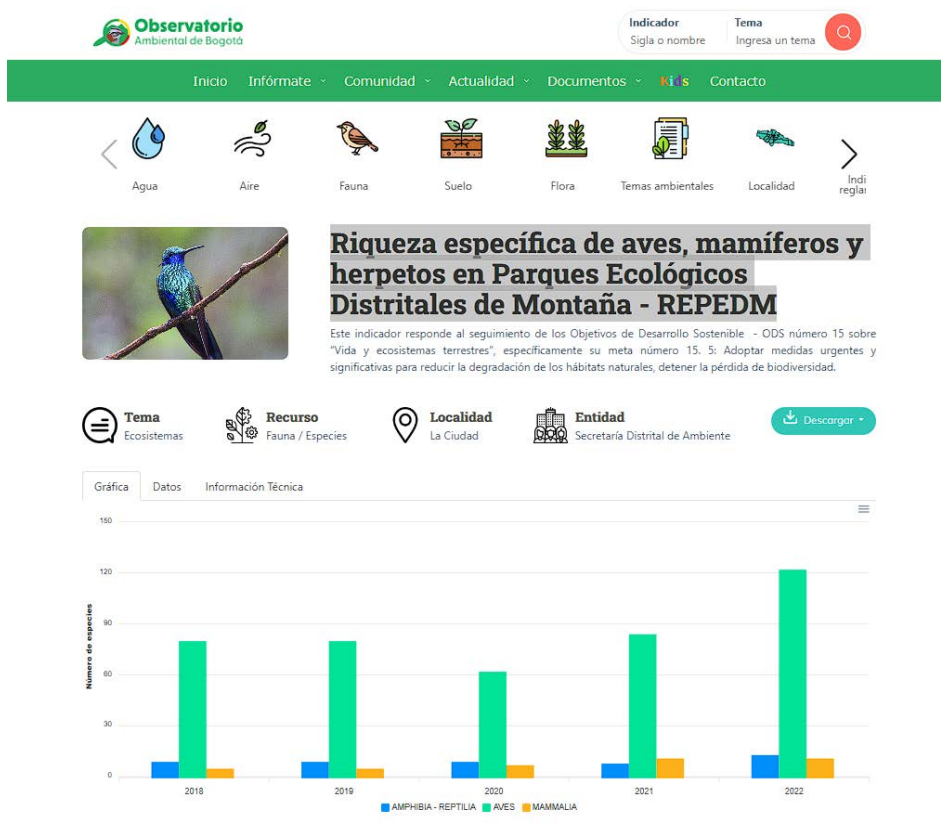 Observatorio
Ambiental de Bogotá
Indicador
Sigla o nombre
Tema
Ingresa un tema
Inicio Infórmate Comunidad Actualidad Documentos Kids Contacto
Agua Aire Fauna Suelo Flora Temas ambientales Localidad Indi
reglar
Riqueza específica de aves, mamíferos y
herpetos en Parques Ecológicos
Distritales de Montaña - REPEDM
Este indicador responde al seguimiento de los Objetivos de Desarrollo Sostenible - ODS número 15 sobre
“Vida y ecosistemas terrestres”, específicamente su meta número 15. 5: Adoptar medidas urgentes y
significativas para reducir la degradación de los hábitats naturales, detener la pérdida de biodiversidad.
Tema
Ecosistemas
Recurso
Fauna / Especies
Localidad
La Ciudad
Entidad
Secretaría Distrital de Ambiente
Descargar
Gráfica Datos Información Técnica
150
120
90
60
30
0
Número de especies
2018 2019 2020 2021 2022
AMPHIBIA - REPTILIA AVES MAMMALIA